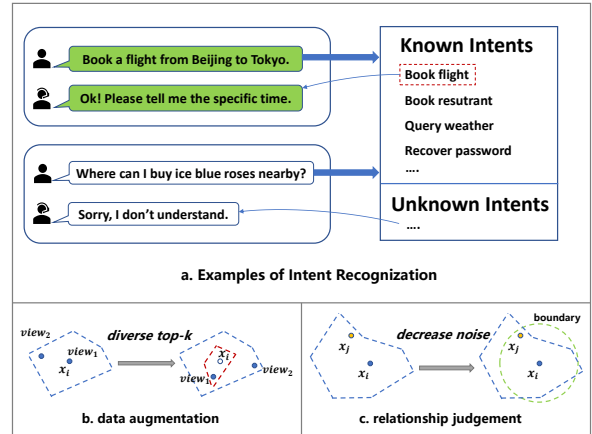 Book a flight from Beijing to Tokyo.
Ok! Please tell me the specific time.
Where can I buy ice blue roses nearby?
Sorry, I don't understand.
Known Intents
Book flight
Book resutrant
Query weather
Recover password
....
Unknown Intents
....
a. Examples of Intent Recognization
view₂
view₁
xᵢ
diverse top-k
xᵢ
view₁
view₂
b. data augmentation
xⱼ
xᵢ
decrease noise
boundary
xⱼ
xᵢ
c. relationship judgement